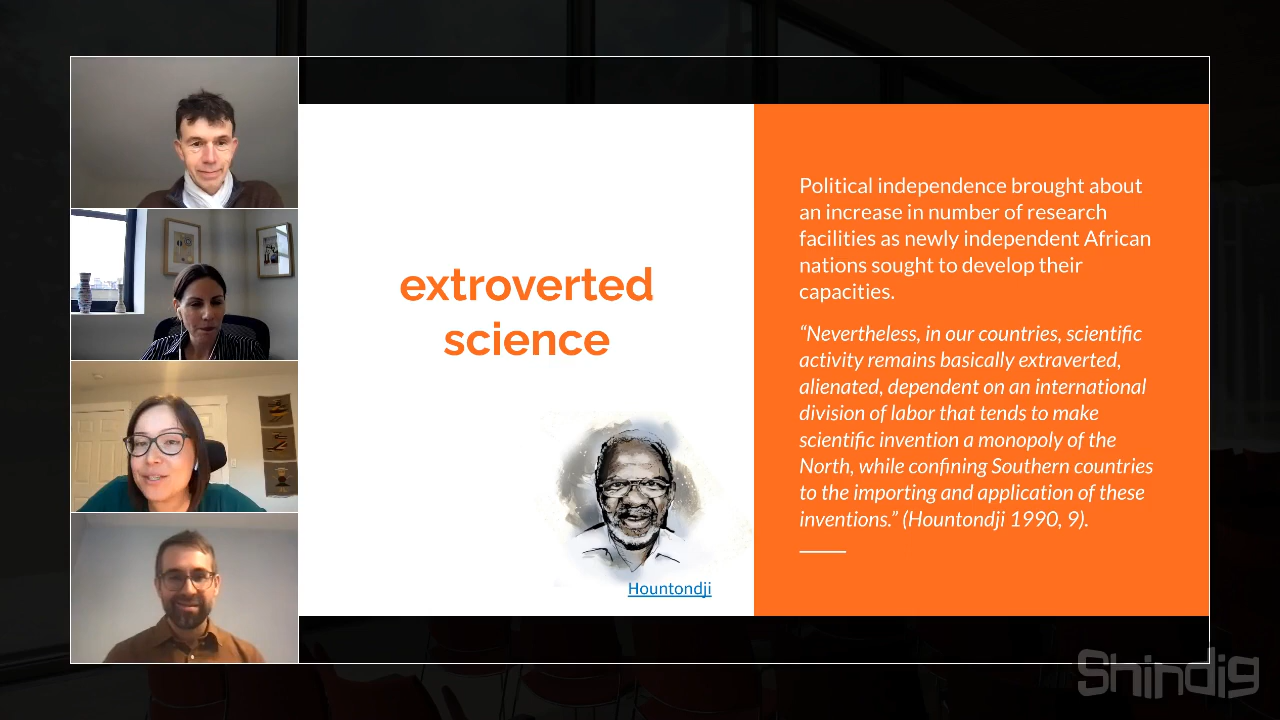 extroverted
science
Hountondji
Political independence brought about
an increase in number of research
facilities as newly independent African
nations sought to develop their
capacities.
“Nevertheless, in our countries, scientific
activity remains basically extraverted,
alienated, dependent on an international
division of labor that tends to make
scientific invention a monopoly of the
North, while confining Southern countries
to the importing and application of these
inventions.” (Hountondji 1990, 9).
Shindig